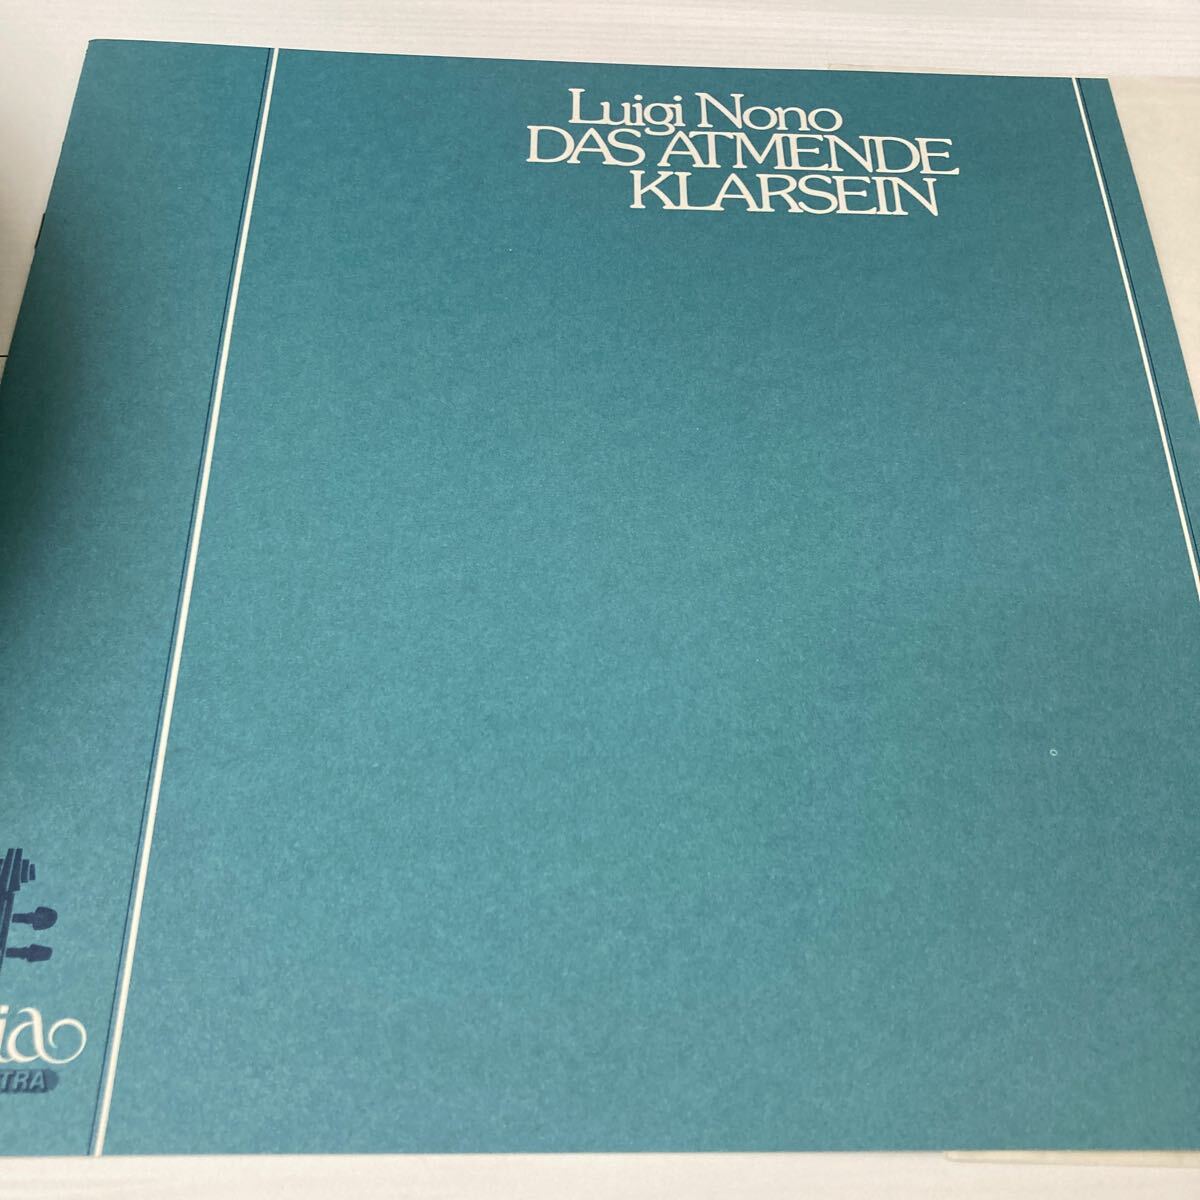 Luigi Nono
DAS ATMENDE
KLARSEIN